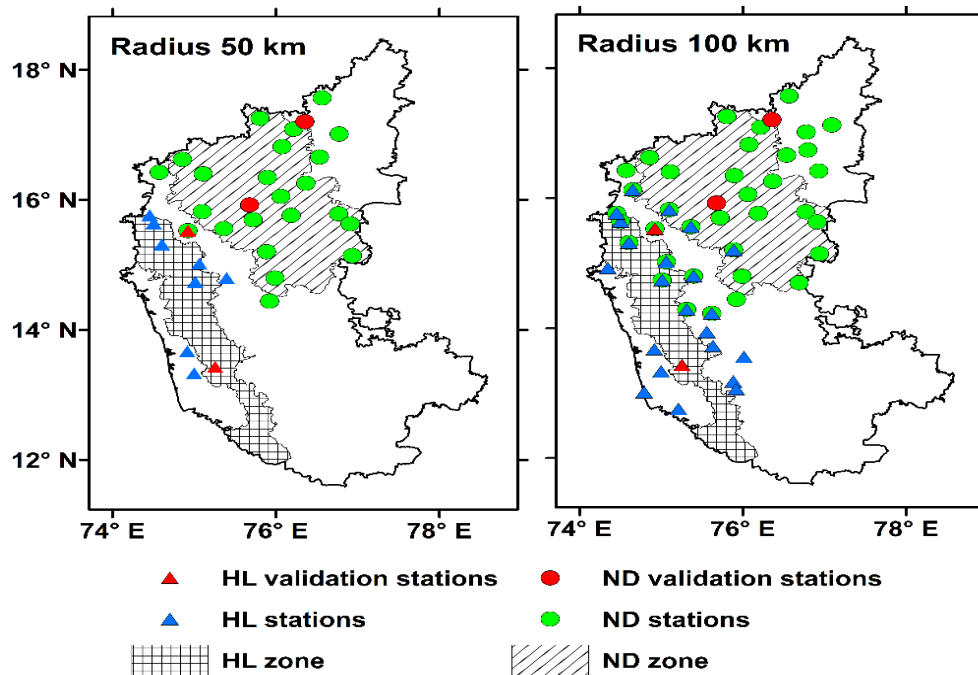 Radius 50 km
Radius 100 km
18° N
16° N
14° N
12° N
74° E
76° E
78° E
74° E
76° E
78° E
HL validation stations
ND validation stations
HL stations
ND stations
HL zone
ND zone